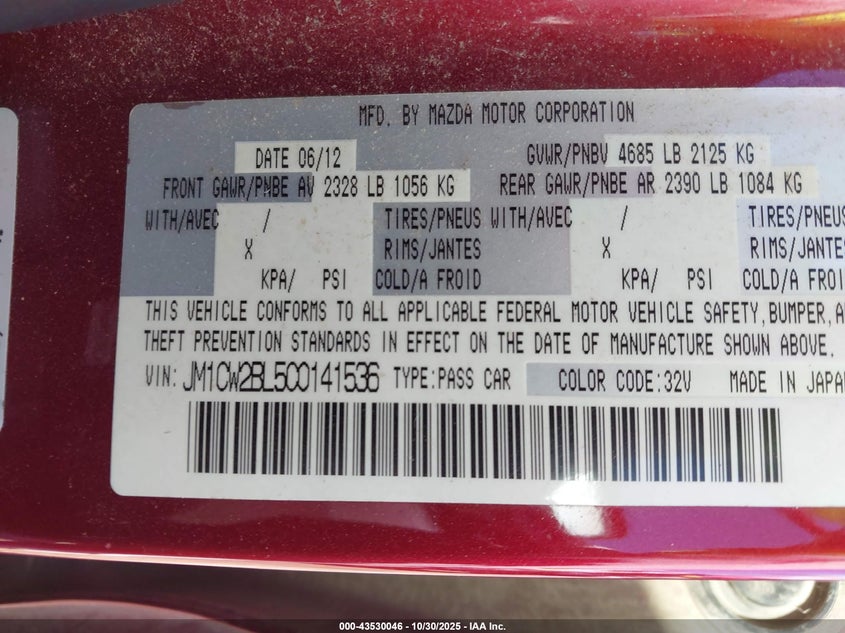 MFD. BY MAZDA MOTOR CORPORATION
DATE 06/12 GVWR/PNBV 4685 LB 2125 KG
FRONT GAWR/PNBE AV 2328 LB 1056 KG REAR GAWR/PNBE AR 2390 LB 1084 KG
WITH/AVEC / TIRES/PNEUS WITH/AVEC / TIRES/PNEUS
X RIMS/JANTES X RIMS/JANTES
KPA/ PSI COLD/A FROID KPA/ PSI COLD/A FROI
THIS VEHICLE CONFORMS TO ALL APPLICABLE FEDERAL MOTOR VEHICLE SAFETY,BUMPER,A
THEFT PREVENTION STANDARDS IN EFFECT ON THE DATE OF MANUFACTURE SHOWN ABOVE.
VIN: JM1CW2BL5C0141536 TYPE:PASS CAR COLOR CODE:32V MADE IN JAPA
000-43530046 - 10/30/2025 - IAA Inc.